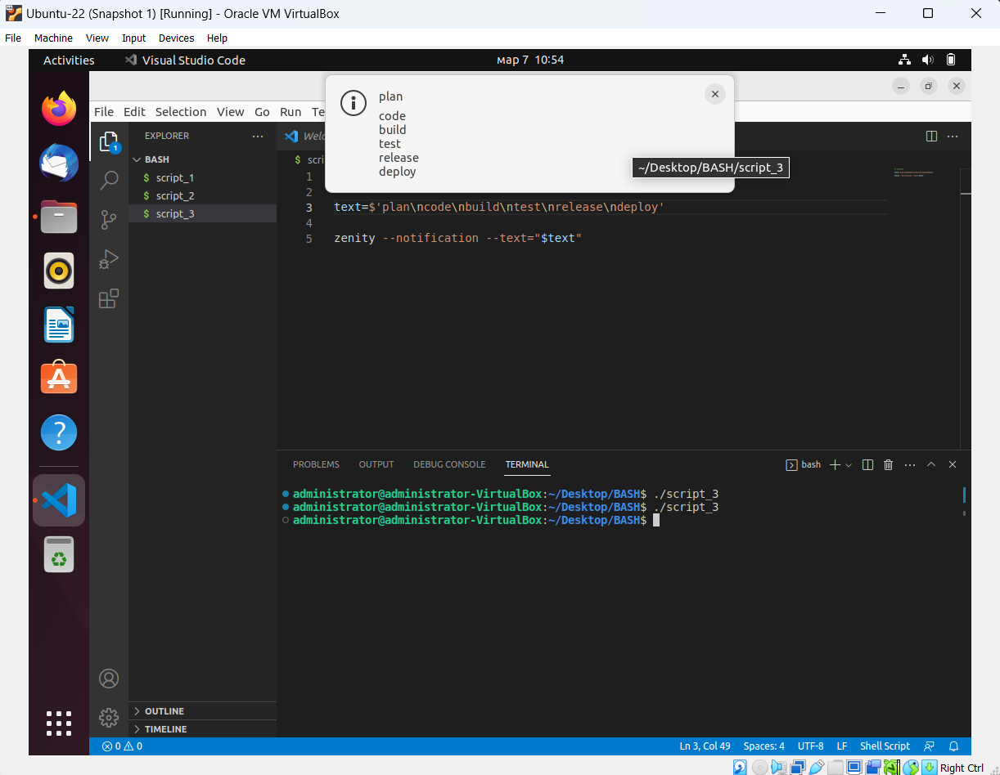 Ubuntu-22 (Snapshot 1) [Running] - Oracle VM VirtualBox
File Machine View Input Devices Help
Activities Visual Studio Code мар 7 10:54
File Edit Selection View Go Run Te
plan
code
build
test
release
deploy
~/Desktop/BASH/script_3
EXPLORER
BASH
$ script_1
$ script_2
$ script_3
1
Welc
$ scri
1
2
3 text=$'plan\ncode\nbuild\ntest\nrelease\ndeploy'
4
5 zenity --notification --text="$text"
PROBLEMS OUTPUT DEBUG CONSOLE TERMINAL bash
administrator@administrator-VirtualBox:~/Desktop/BASH$ ./script_3
administrator@administrator-VirtualBox:~/Desktop/BASH$ ./script_3
administrator@administrator-VirtualBox:~/Desktop/BASH$
OUTLINE
TIMELINE
0 0 Ln 3, Col 49 Spaces: 4 UTF-8 LF Shell Script
Right Ctrl